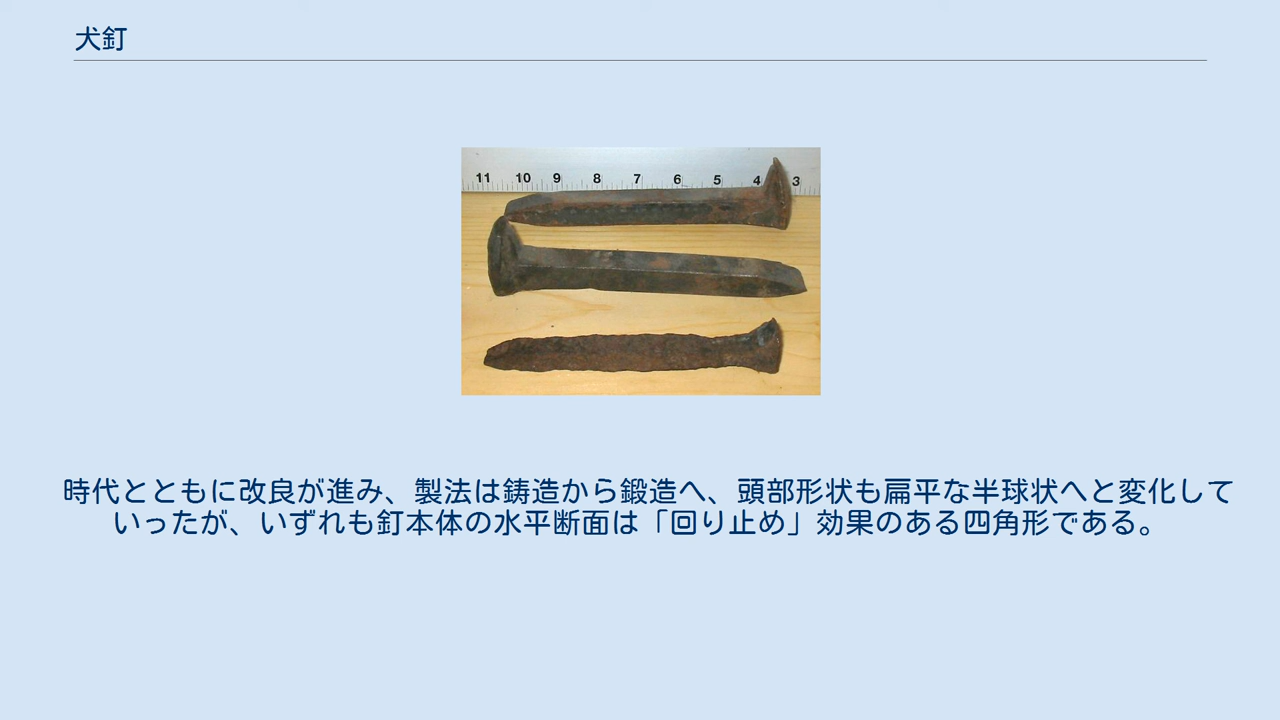 犬釘
11 10 9 8 7 6 5 4 3
時代とともに改良が進み、製法は鋳造から鍛造へ、頭部形状も扁平な半球状へと変化して
いったが、いずれも釘本体の水平断面は「回り止め」効果のある四角形である。